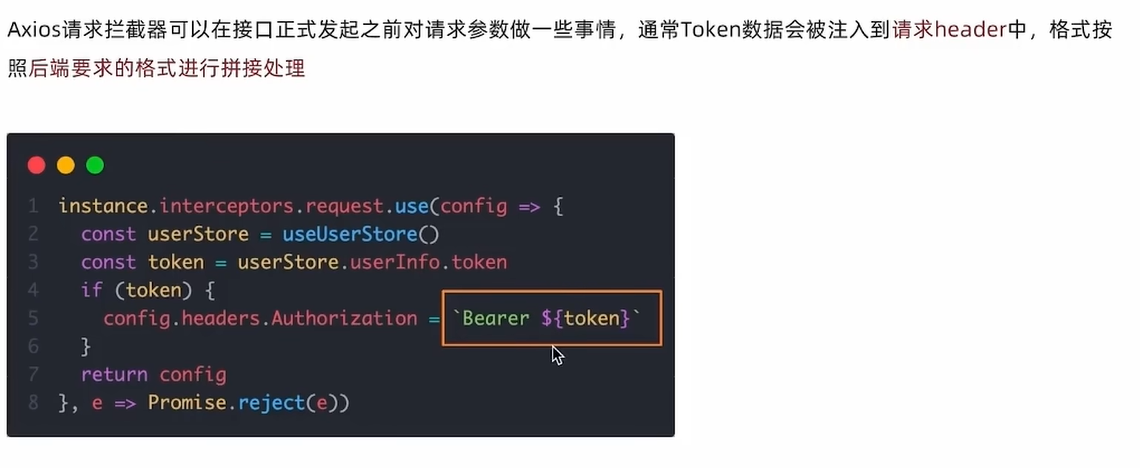 Axios请求拦截器可以在接口正式发起之前对请求参数做一些事情，通常Token数据会被注入到请求header中，格式按
照后端要求的格式进行拼接处理
1 instance.interceptors.request.use(config => {
2   const userStore = useUserStore()
3   const token = userStore.userInfo.token
4   if (token) {
5     config.headers.Authorization = `Bearer ${token}`
6   }
7   return config
8 }, e => Promise.reject(e))